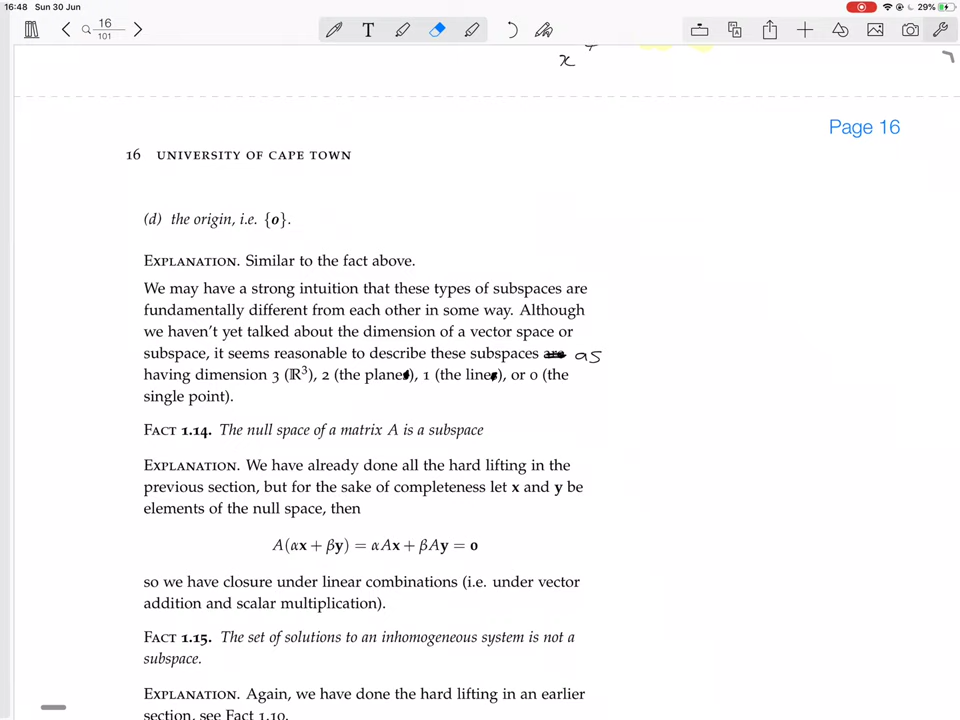 16:48 Sun 30 Jun
29%
16
101
T
x
Page 16
16 UNIVERSITY OF CAPE TOWN
(d) the origin, i.e. {0}.
EXPLANATION. Similar to the fact above.
We may have a strong intuition that these types of subspaces are
fundamentally different from each other in some way. Although
we haven't yet talked about the dimension of a vector space or
subspace, it seems reasonable to describe these subspaces as
having dimension 3 (ℝ³), 2 (the plane), 1 (the line), or 0 (the
single point).
FACT 1.14. The null space of a matrix A is a subspace
EXPLANATION. We have already done all the hard lifting in the
previous section, but for the sake of completeness let x and y be
elements of the null space, then
A(αx + βy) = αAx + βAy = 0
so we have closure under linear combinations (i.e. under vector
addition and scalar multiplication).
FACT 1.15. The set of solutions to an inhomogeneous system is not a
subspace.
EXPLANATION. Again, we have done the hard lifting in an earlier
section, see Fact 1.10.